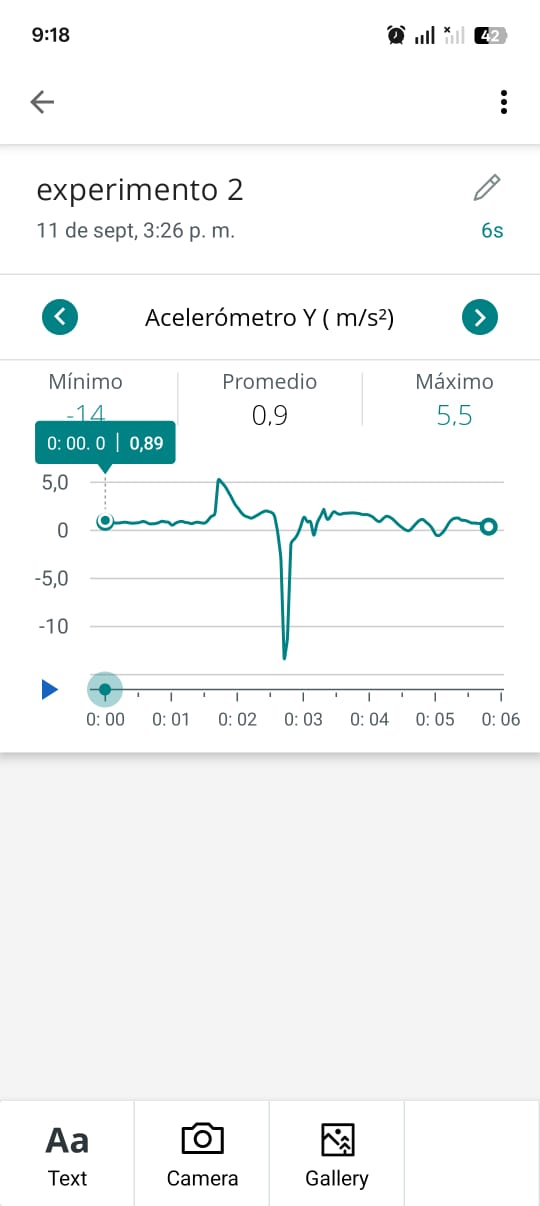 9:18
42
experimento 2
11 de sept, 3:26 p. m.
6s
Acelerómetro Y ( m/s²)
Mínimo
Promedio
Máximo
-14
0,9
5,5
0: 00. 0 | 0,89
5,0
0
-5,0
-10
0: 00
0: 01
0: 02
0: 03
0: 04
0: 05
0: 06
Aa
Text
Camera
Gallery